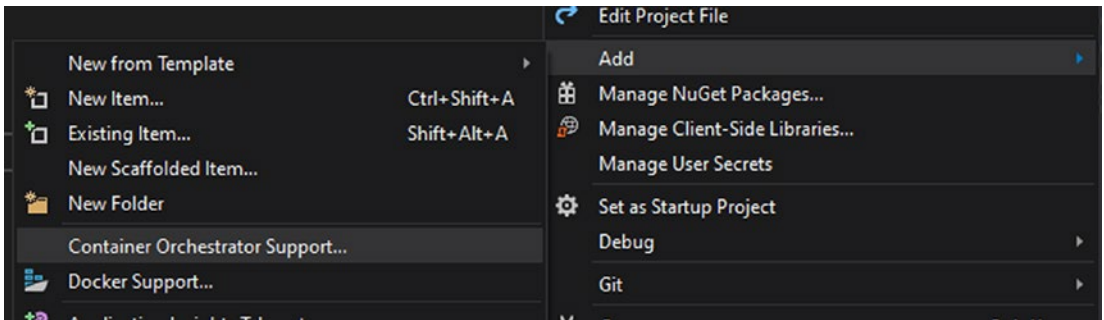 Edit Project File
Add
Manage NuGet Packages...
Manage Client-Side Libraries...
Manage User Secrets
Set as Startup Project
Debug
Git
New from Template
New Item... Ctrl+Shift+A
Existing Item... Shift+Alt+A
New Scaffolded Item...
New Folder
Container Orchestrator Support...
Docker Support...